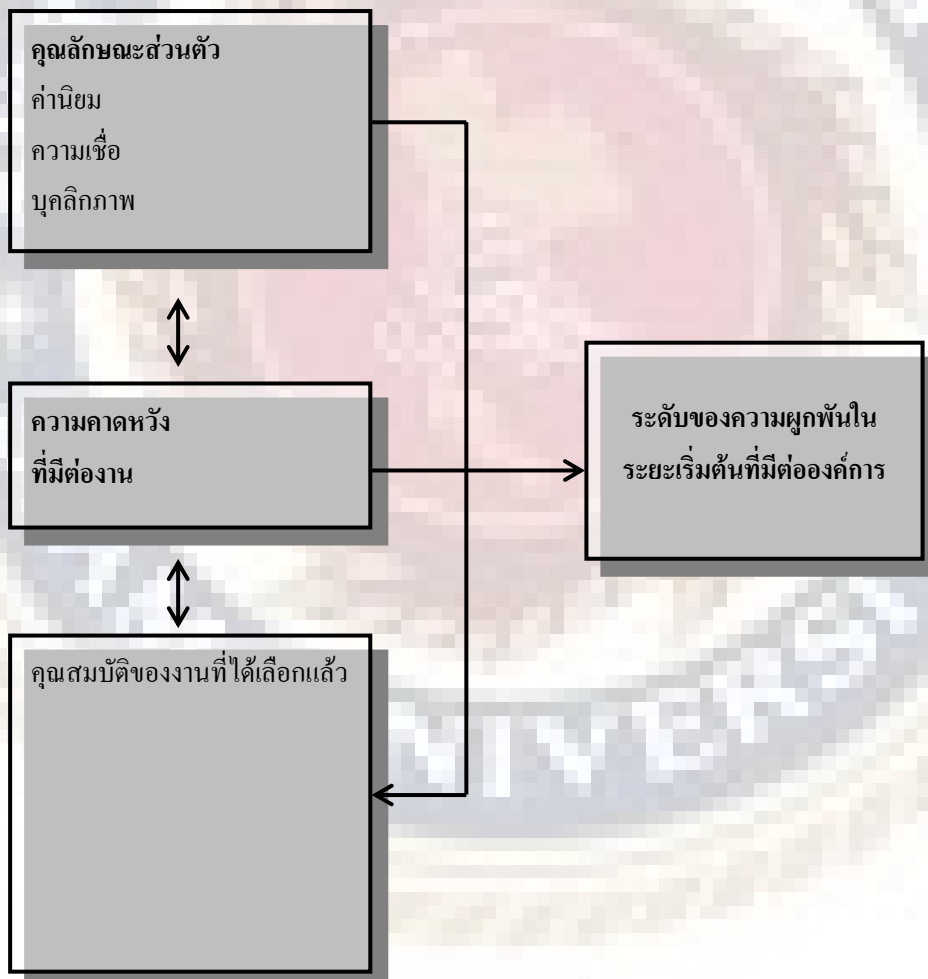 คุณลักษณะส่วนตัว
ค่านิยม
ความเชื่อ
บุคลิกภาพ
ความคาดหวัง
ที่มีต่องาน
ระดับของความผูกพันใน
ระยะเริ่มต้นที่มีต่อองค์การ
คุณสมบัติของงานที่ได้เลือกแล้ว